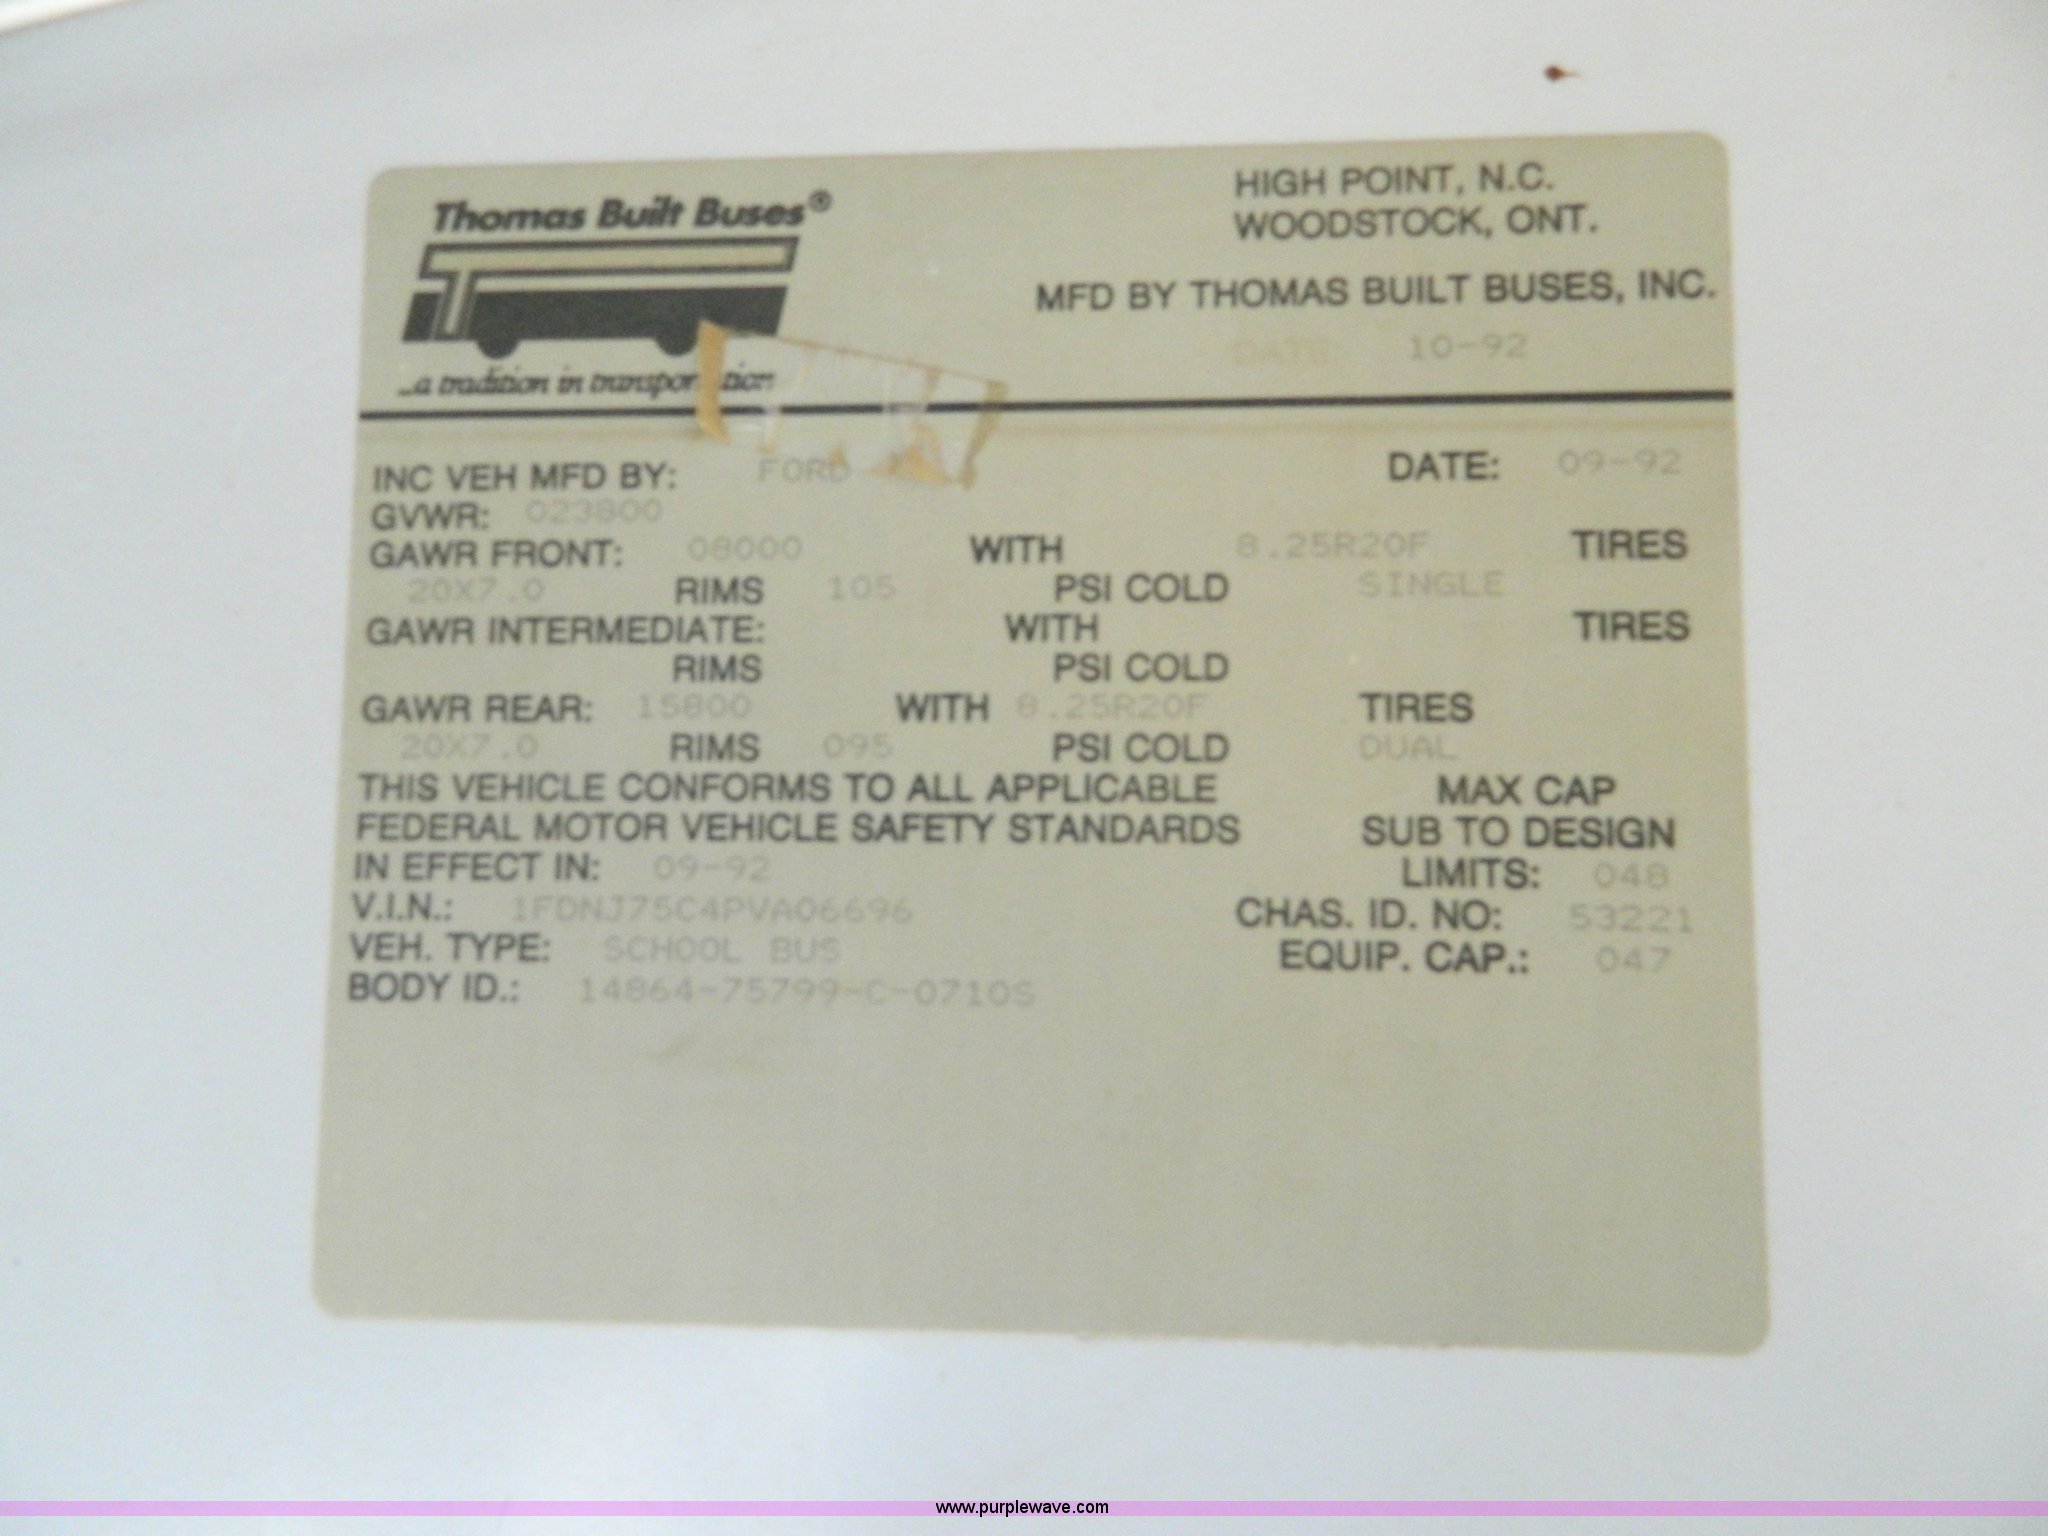 Thomas Built Buses®
...a tradition in transportation
HIGH POINT, N.C.
WOODSTOCK, ONT.
MFD BY THOMAS BUILT BUSES, INC.
DATE 10-92
INC VEH MFD BY: FORD DATE: 09-92
GVWR: 023800
GAWR FRONT: 08000 WITH 8.25R20F TIRES
20X7.0 RIMS 105 PSI COLD SINGLE
GAWR INTERMEDIATE: WITH TIRES
RIMS PSI COLD
GAWR REAR: 15800 WITH 8.25R20F TIRES
20X7.0 RIMS 095 PSI COLD DUAL
THIS VEHICLE CONFORMS TO ALL APPLICABLE MAX CAP
FEDERAL MOTOR VEHICLE SAFETY STANDARDS SUB TO DESIGN
IN EFFECT IN: 09-92 LIMITS: 048
V.I.N.: 1FDNJ75C4PVA06696 CHAS. ID. NO: 53221
VEH. TYPE: SCHOOL BUS EQUIP. CAP.: 047
BODY ID.: 14864-75799-C-0710S
www.purplewave.com